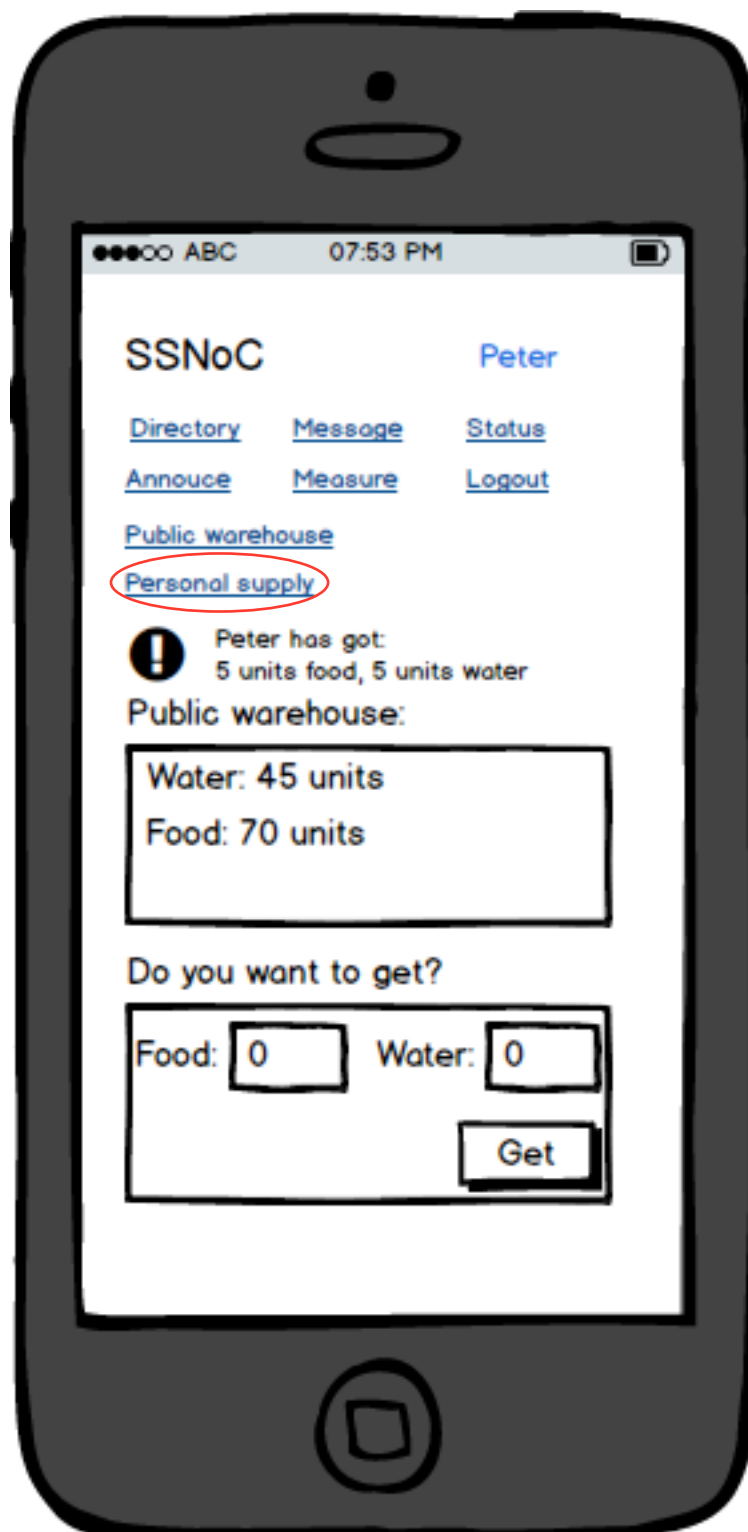 ABC 07:53 PM
SSNoC Peter
Directory Message Status
Annouce Measure Logout
Public warehouse
Personal supply
Peter has got:
5 units food, 5 units water
Public warehouse:
Water: 45 units
Food: 70 units
Do you want to get?
Food: 0 Water: 0
Get